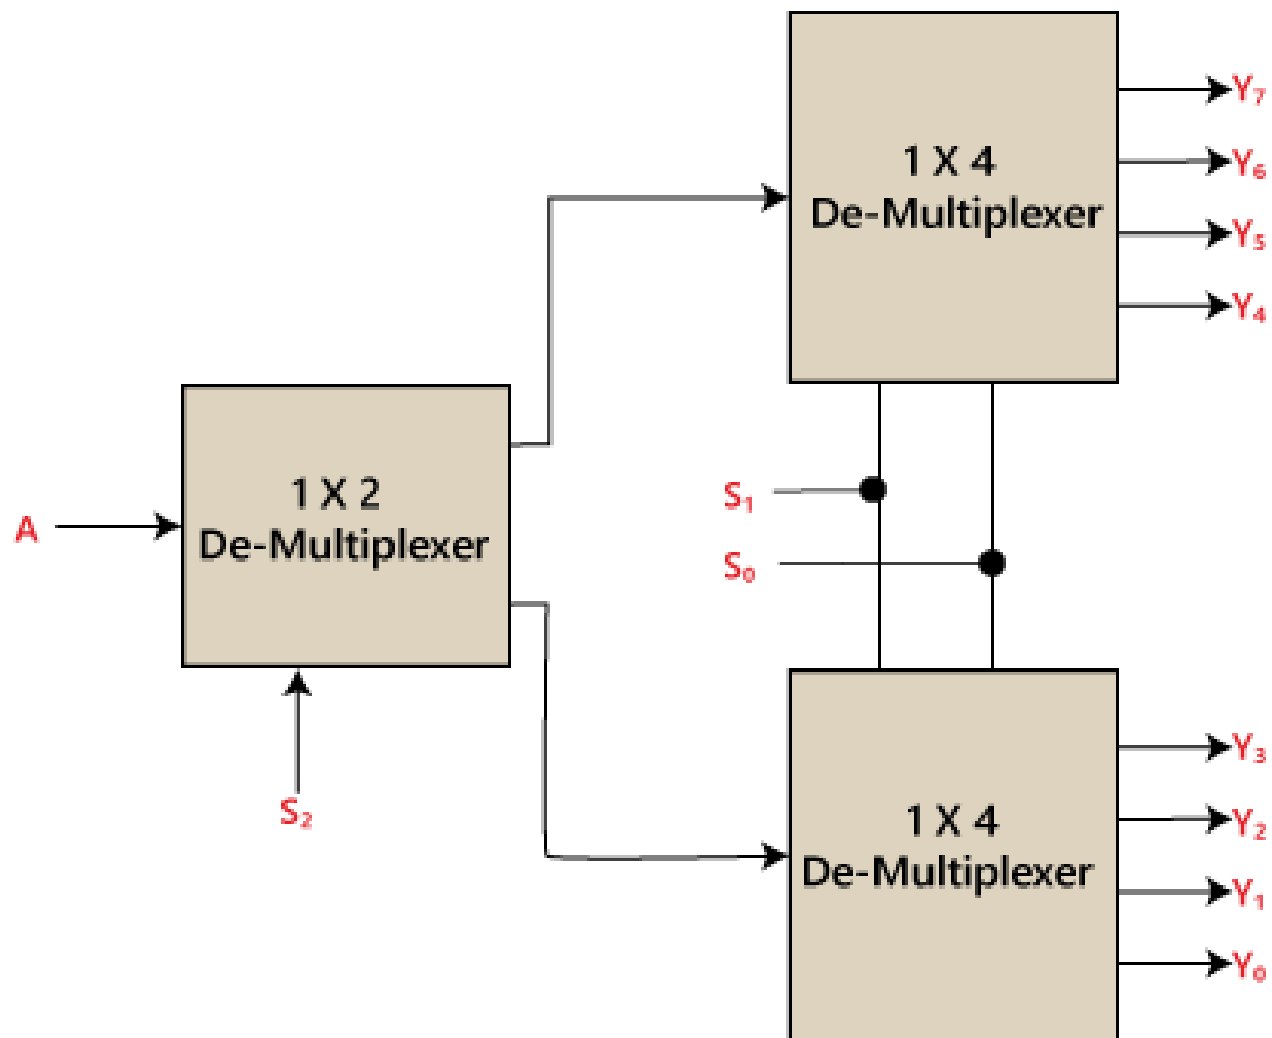 1 X 4
De-Multiplexer
Y₇
Y₆
Y₅
Y₄
1 X 2
De-Multiplexer
A
S₂
S₁
S₀
1 X 4
De-Multiplexer
Y₃
Y₂
Y₁
Y₀